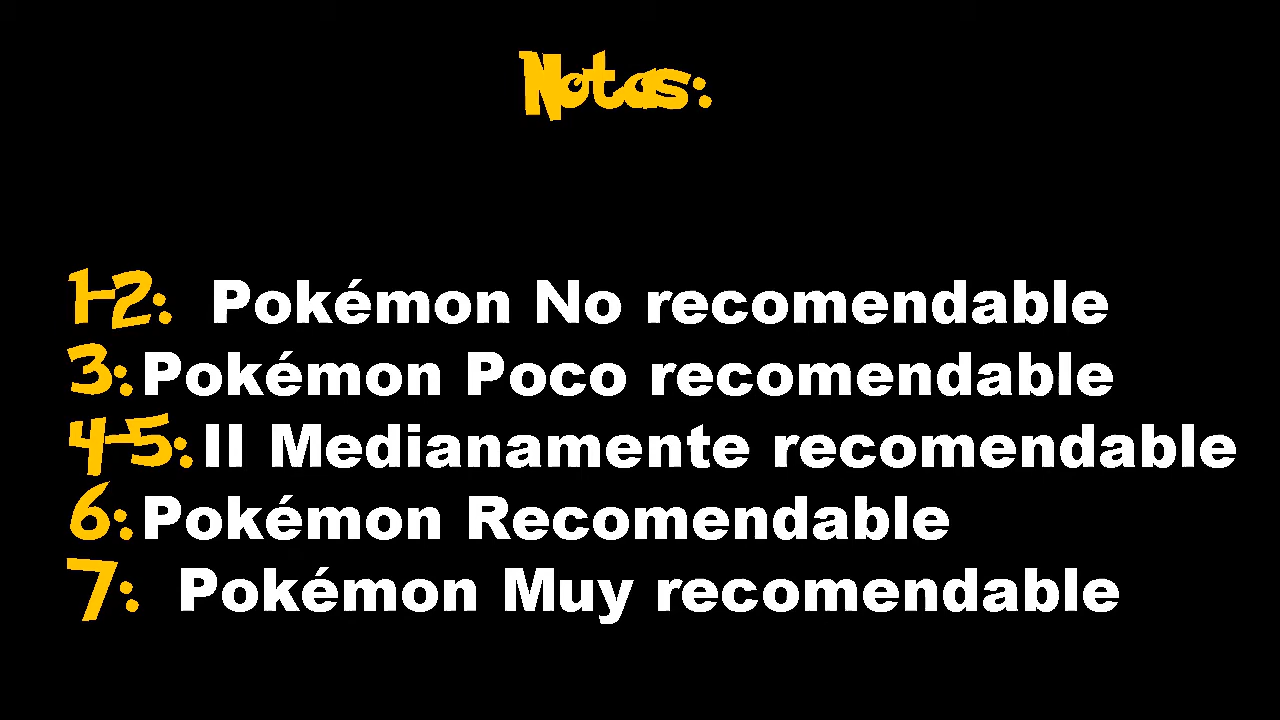 Notas:
1-2: Pokémon No recomendable
3: Pokémon Poco recomendable
4-5: II Medianamente recomendable
6: Pokémon Recomendable
7: Pokémon Muy recomendable